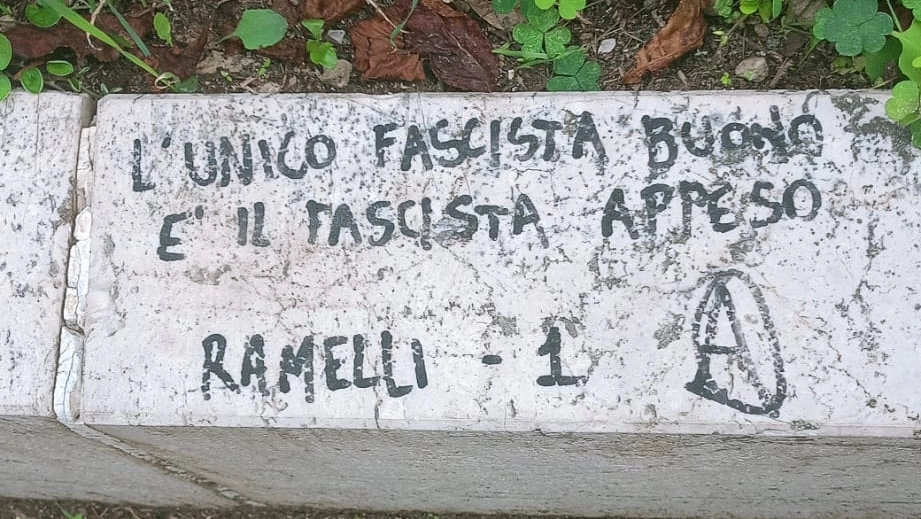 L'UNICO FASCISTA BUONO
E' IL FASCISTA APPESO
RAMELLI - 1 A